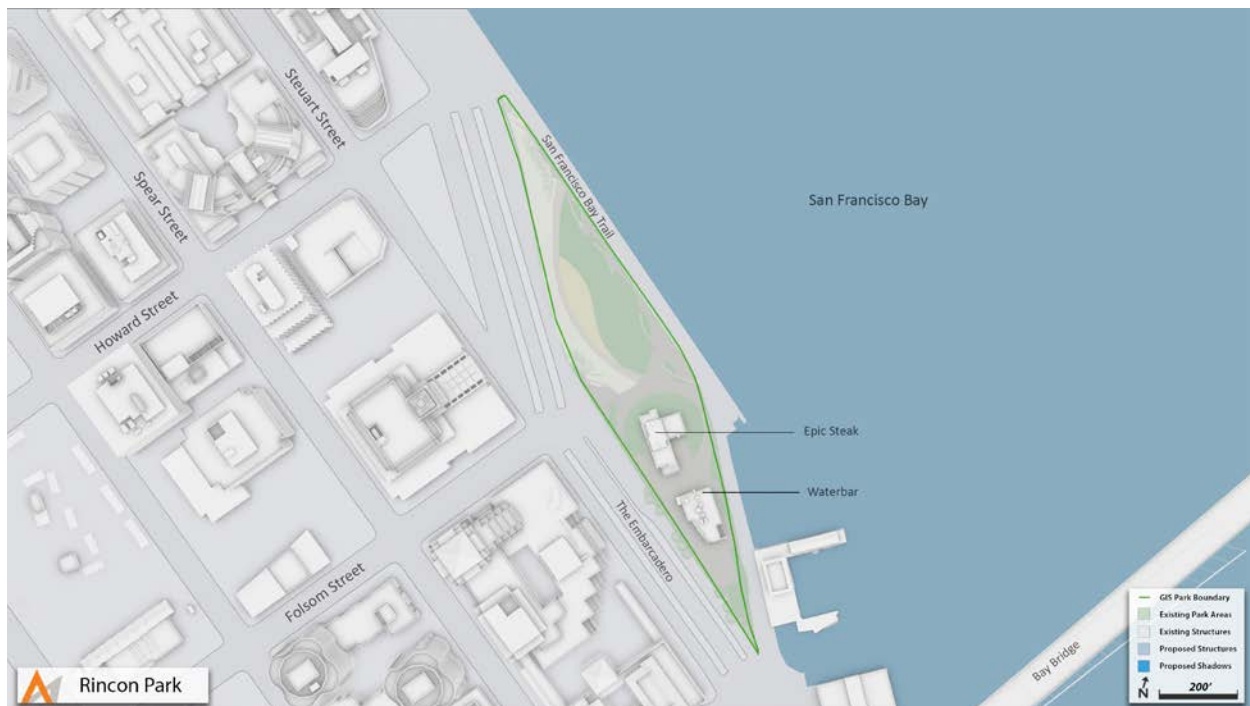 Steuart Street
San Francisco Bay Trail
Spear Street
San Francisco Bay
Howard Street
Epic Steak
Waterbar
The Embarcadero
Folsom Street
Bay Bridge
Rincon Park
GIS Park Boundary
Existing Park Areas
Existing Structures
Proposed Structures
Proposed Shadows
N
200'